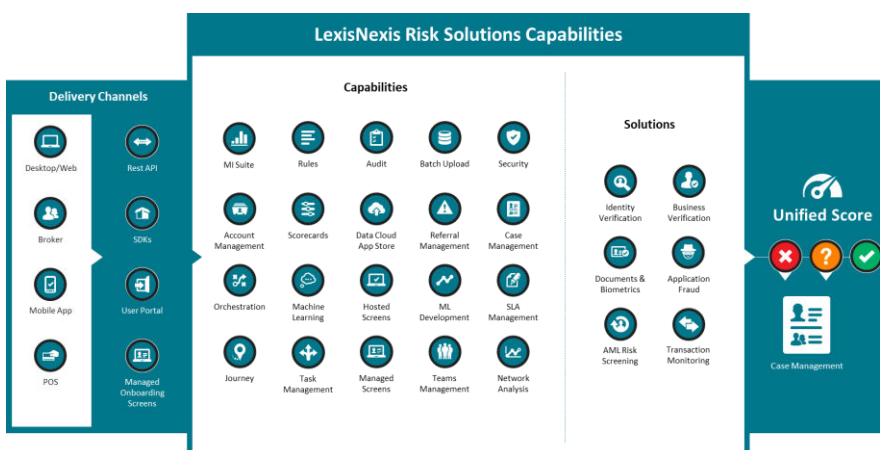 LexisNexis Risk Solutions Capabilities
Delivery Channels
Desktop/Web
Broker
Mobile App
POS
Rest API
SDKs
User Portal
Managed
Onboarding
Screens
Capabilities
MI Suite
Rules
Audit
Batch Upload
Security
Account
Management
Scorecards
Data Cloud
App Store
Referral
Management
Case
Management
Orchestration
Machine
Learning
Hosted
Screens
ML
Development
SLA
Management
Journey
Task
Management
Managed
Screens
Teams
Management
Network
Analysis
Solutions
Identity
Verification
Business
Verification
Documents &
Biometrics
Application
Fraud
AML Risk
Screening
Transaction
Monitoring
Unified Score
?
Case Management